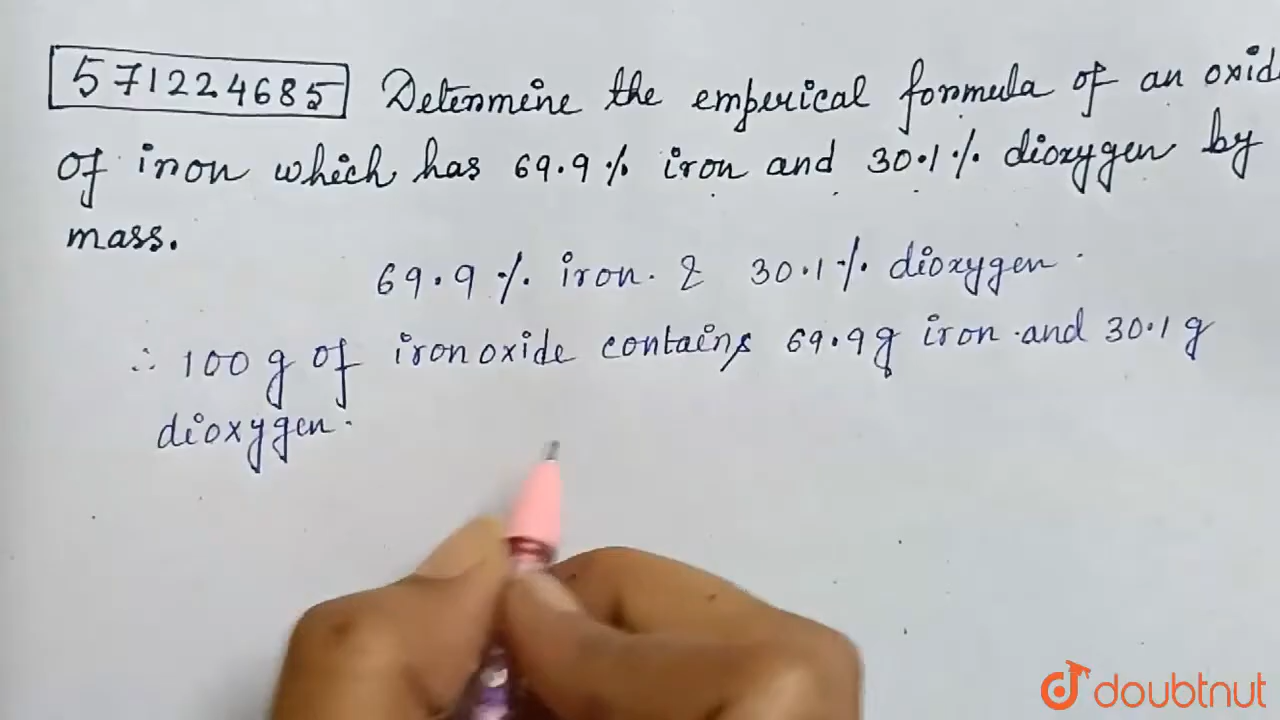 571224685 Determine the emperical formula of an oxide
of iron which has 69.9% iron and 30.1% dioxygen by
mass.
69.9% iron. & 30.1% dioxygen.
∴ 100 g of iron oxide contains 69.9g iron and 30.1 g
dioxygen.
doubtnut